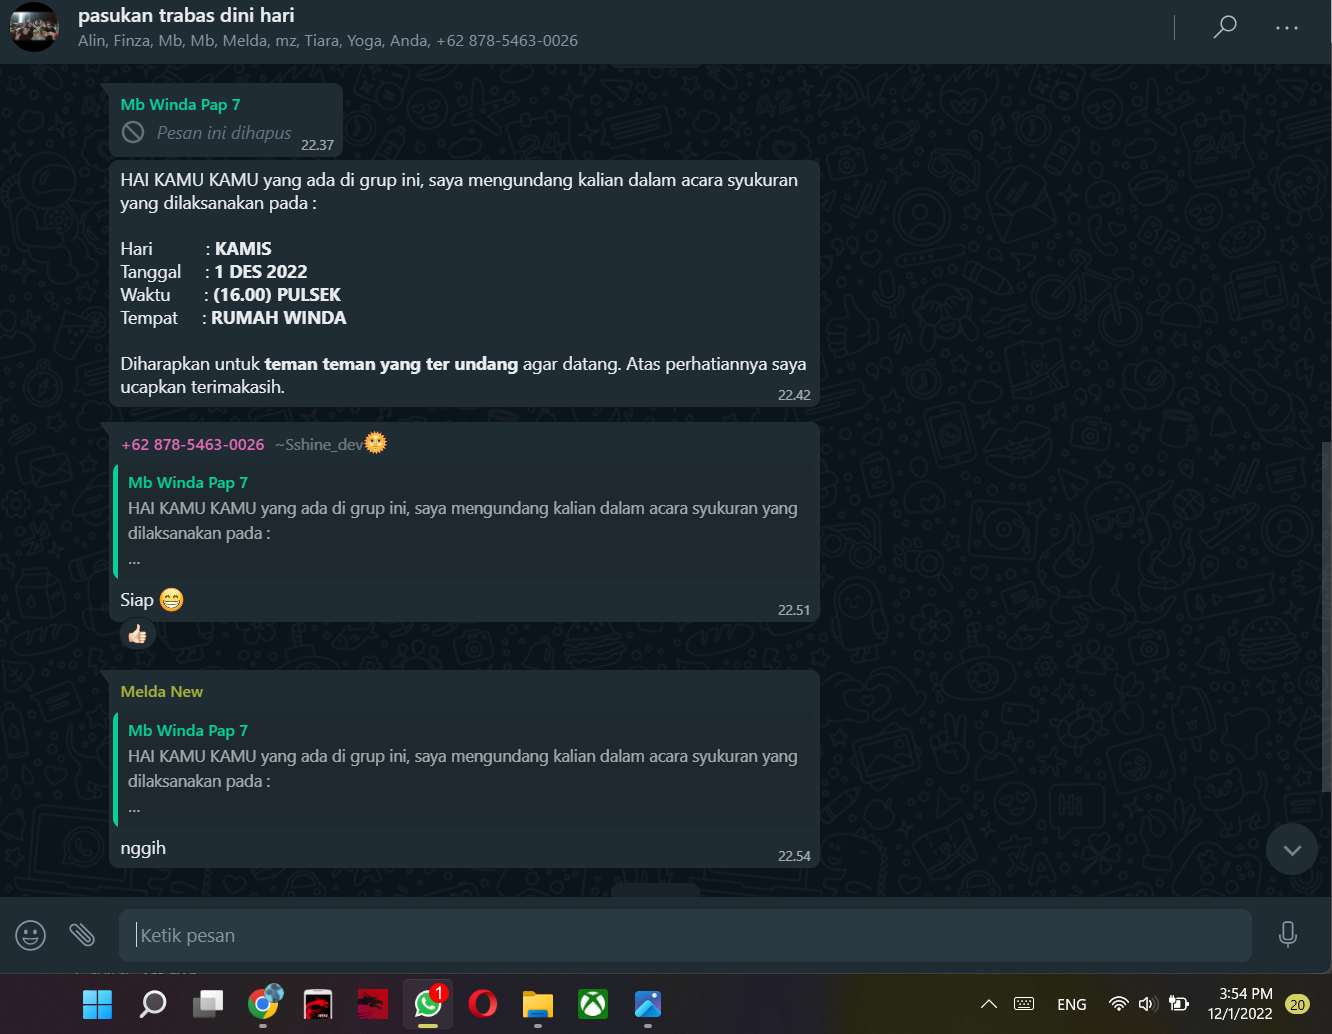 pasukan trabas dini hari
Alin, Finza, Mb, Mb, Melda, mz, Tiara, Yoga, Anda, +62 878-5463-0026
Mb Winda Pap 7
Pesan ini dihapus
22.37
HAI KAMU KAMU yang ada di grup ini, saya mengundang kalian dalam acara syukuran
yang dilaksanakan pada :
Hari : KAMIS
Tanggal : 1 DES 2022
Waktu : (16.00) PULSEK
Tempat : RUMAH WINDA
Diharapkan untuk teman teman yang ter undang agar datang. Atas perhatiannya saya
ucapkan terimakasih.
22.42
+62 878-5463-0026 ~Sshine_dev🌞
Mb Winda Pap 7
HAI KAMU KAMU yang ada di grup ini, saya mengundang kalian dalam acara syukuran yang
dilaksanakan pada :
...
Siap 😁
22.51
👍🏻
Melda New
Mb Winda Pap 7
HAI KAMU KAMU yang ada di grup ini, saya mengundang kalian dalam acara syukuran yang
dilaksanakan pada :
...
nggih
22.54
Ketik pesan
1
ENG
3:54 PM
12/1/2022
20